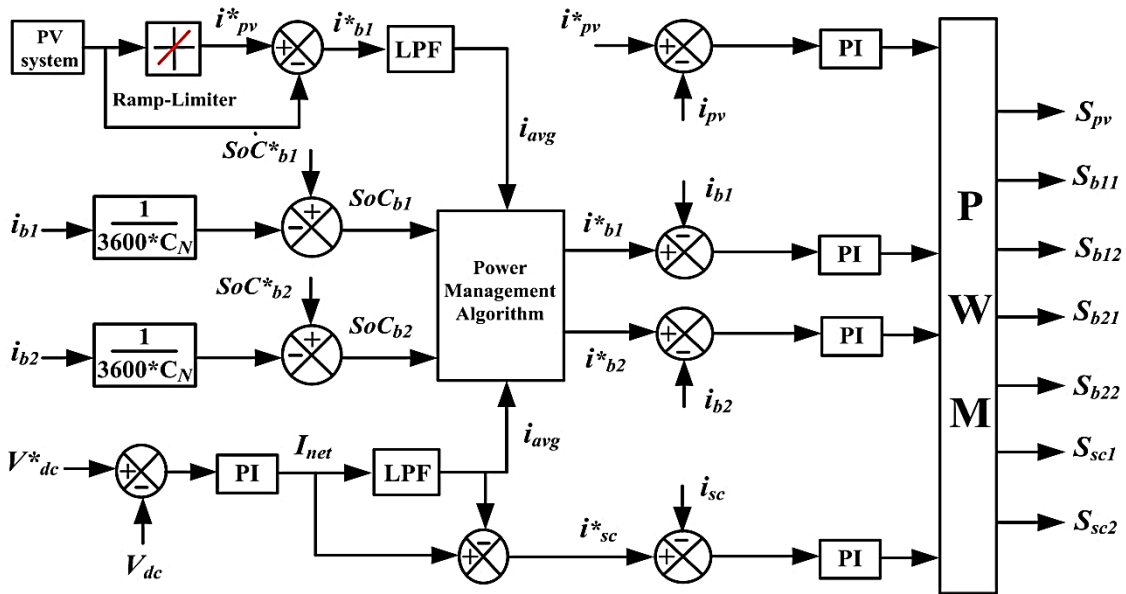 PV
system
i*pv
i*b1
LPF
i*pv
PI
Ramp-Limiter
ipv
iavg
Spv
SoC*b1
ib1
1
3600*CN
SoCb1
i*b1
ib1
PI
P
Sb11
Sb12
Power
Management
Algorithm
SoC*b2
ib2
1
3600*CN
SoCb2
i*b2
ib2
PI
W
Sb21
Sb22
M
V*dc
Vdc
PI
Inet
LPF
iavg
i*sc
isc
PI
Ssc1
Ssc2
+
−
+
−
+
−
+
−
−
+
+
−
+
−
−
+
−
+